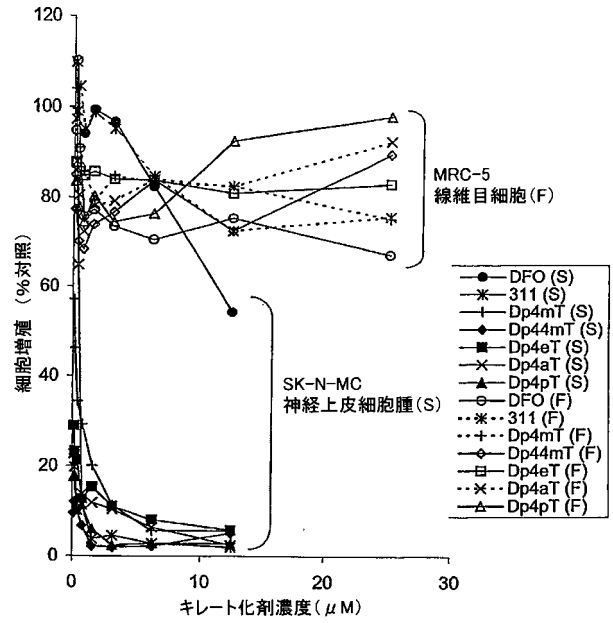 細胞増殖 (%対照)
120
100
80
60
40
20
0
0
10
20
30
キレート化剤濃度(μM)
MRC-5
線維目細胞(F)
SK-N-MC
神経上皮細胞腫(S)
DFO (S)
311 (S)
Dp4mT (S)
Dp44mT (S)
Dp4eT (S)
Dp4aT (S)
Dp4pT (S)
DFO (F)
311 (F)
Dp4mT (F)
Dp44mT (F)
Dp4eT (F)
Dp4aT (F)
Dp4pT (F)